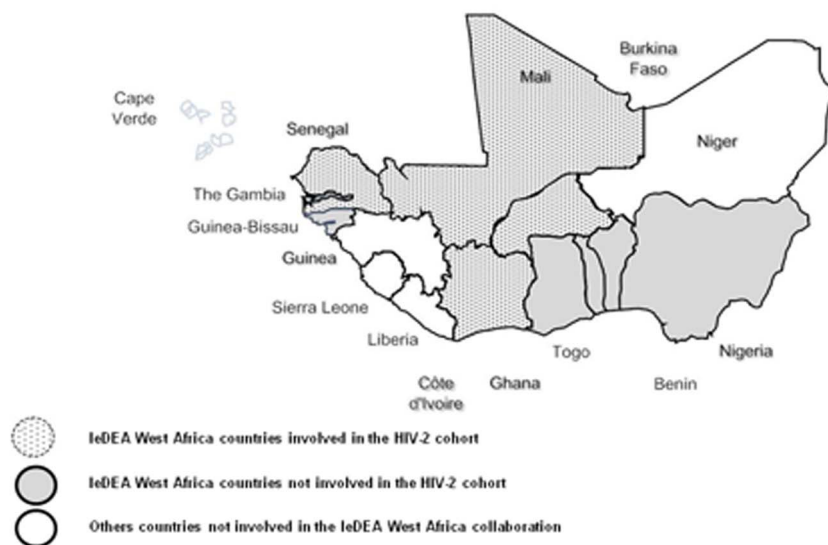 Burkina
Faso
Mali
Cape
Verde
Senegal
Niger
The Gambia
Guinea-Bissau
Guinea
Sierra Leone
Liberia
Togo
Nigeria
Côte
d'Ivoire
Ghana
Benin
IeDEA West Africa countries involved in the HIV-2 cohort
IeDEA West Africa countries not involved in the HIV-2 cohort
Others countries not involved in the IeDEA West Africa collaboration